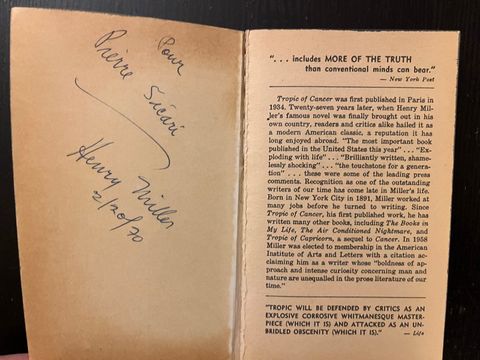 Pour
Pierre Sicari
Henry Miller
2/20/70
". . . includes MORE OF THE TRUTH
than conventional minds can bear."
— New York Post
Tropic of Cancer was first published in Paris in
1934. Twenty-seven years later, when Henry Mil-
ler's famous novel was finally brought out in his
own country, readers and critics alike hailed it as
a modern American classic, a reputation it has
long enjoyed abroad. "The most important book
published in the United States this year" . . . "Ex-
ploding with life" . . . "Brilliantly written, shame-
lessly shocking" . . . "the touchstone for a genera-
tion" . . . these were some of the leading press
comments. Recognition as one of the outstanding
writers of our time has come late in Miller's life.
Born in New York City in 1891, Miller worked at
many jobs before he turned to writing. Since
Tropic of Cancer, his first published work, he has
written many other books, including The Books in
My Life, The Air Conditioned Nightmare, and
Tropic of Capricorn, a sequel to Cancer. In 1958
Miller was elected to membership in the American
Institute of Arts and Letters with a citation ac-
claiming him as a writer whose "boldness of ap-
proach and intense curiosity concerning man and
nature are unequalled in the prose literature of our
time."
"TROPIC WILL BE DEFENDED BY CRITICS AS AN
EXPLOSIVE CORROSIVE WHITMANESQUE MASTER-
PIECE (WHICH IT IS) AND ATTACKED AS AN UN-
BRIDLED OBSCENITY (WHICH IT IS)." — Life